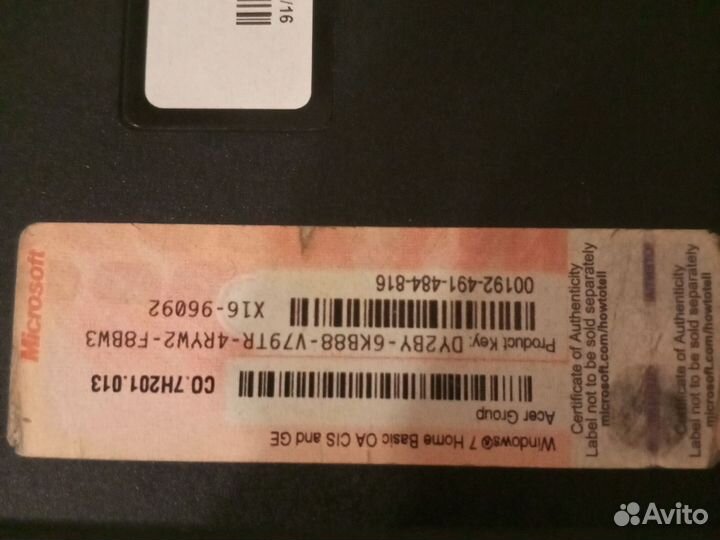 /16
Windows® 7 Home Basic OA CIS and GE
Acer Group
CO.7H201.013
Product Key: DY2BY-6KB88-V79TR-4RYW2-F8BW3
X16-96092
00192-491-484-816
Microsoft
Certificate of Authenticity
Label not to be sold separately
microsoft.com/howtotell
Certificate of Authenticity
Label not to be sold separately
microsoft.com/howtotell
Avito